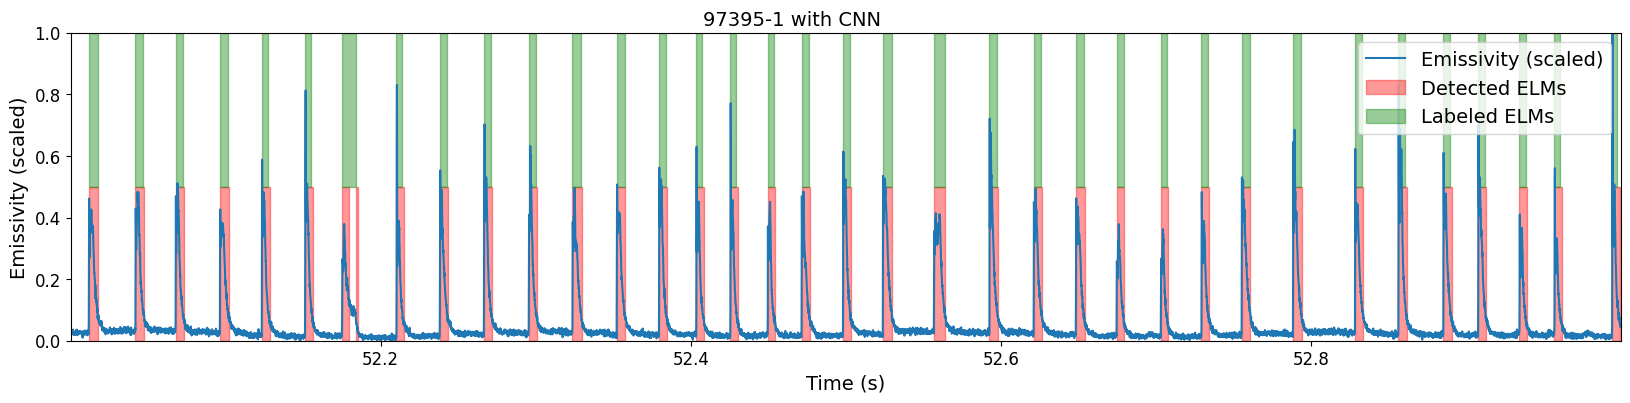 97395-1 with CNN
Emissivity (scaled)
1.0
0.8
0.6
0.4
0.2
0.0
Emissivity (scaled)
Detected ELMs
Labeled ELMs
52.2
52.4
52.6
52.8
Time (s)